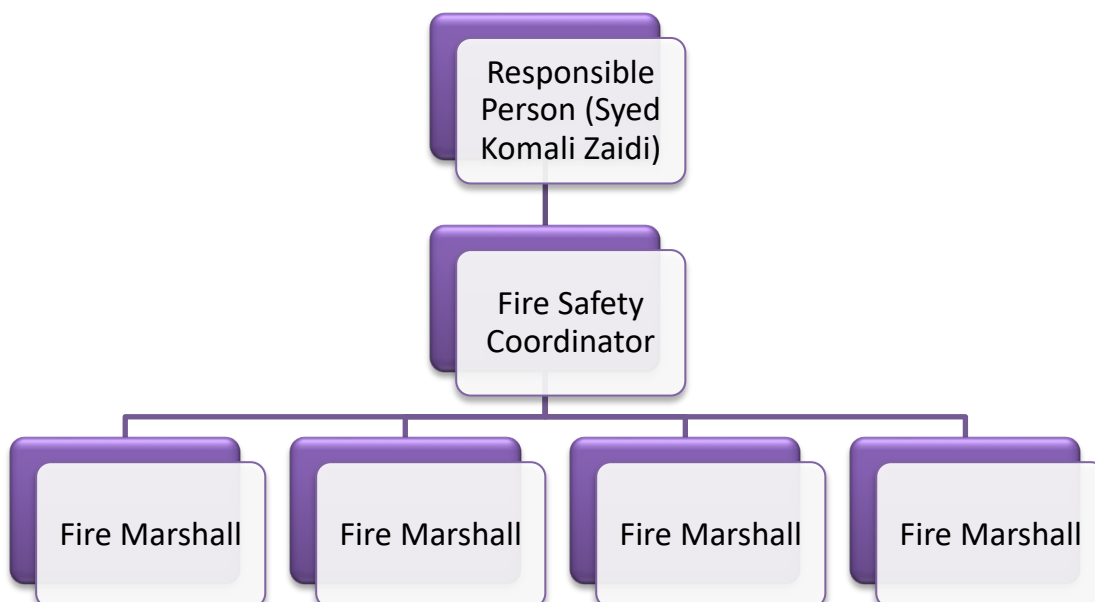 Responsible
Person (Syed
Komali Zaidi)
Fire Safety
Coordinator
Fire Marshall
Fire Marshall
Fire Marshall
Fire Marshall